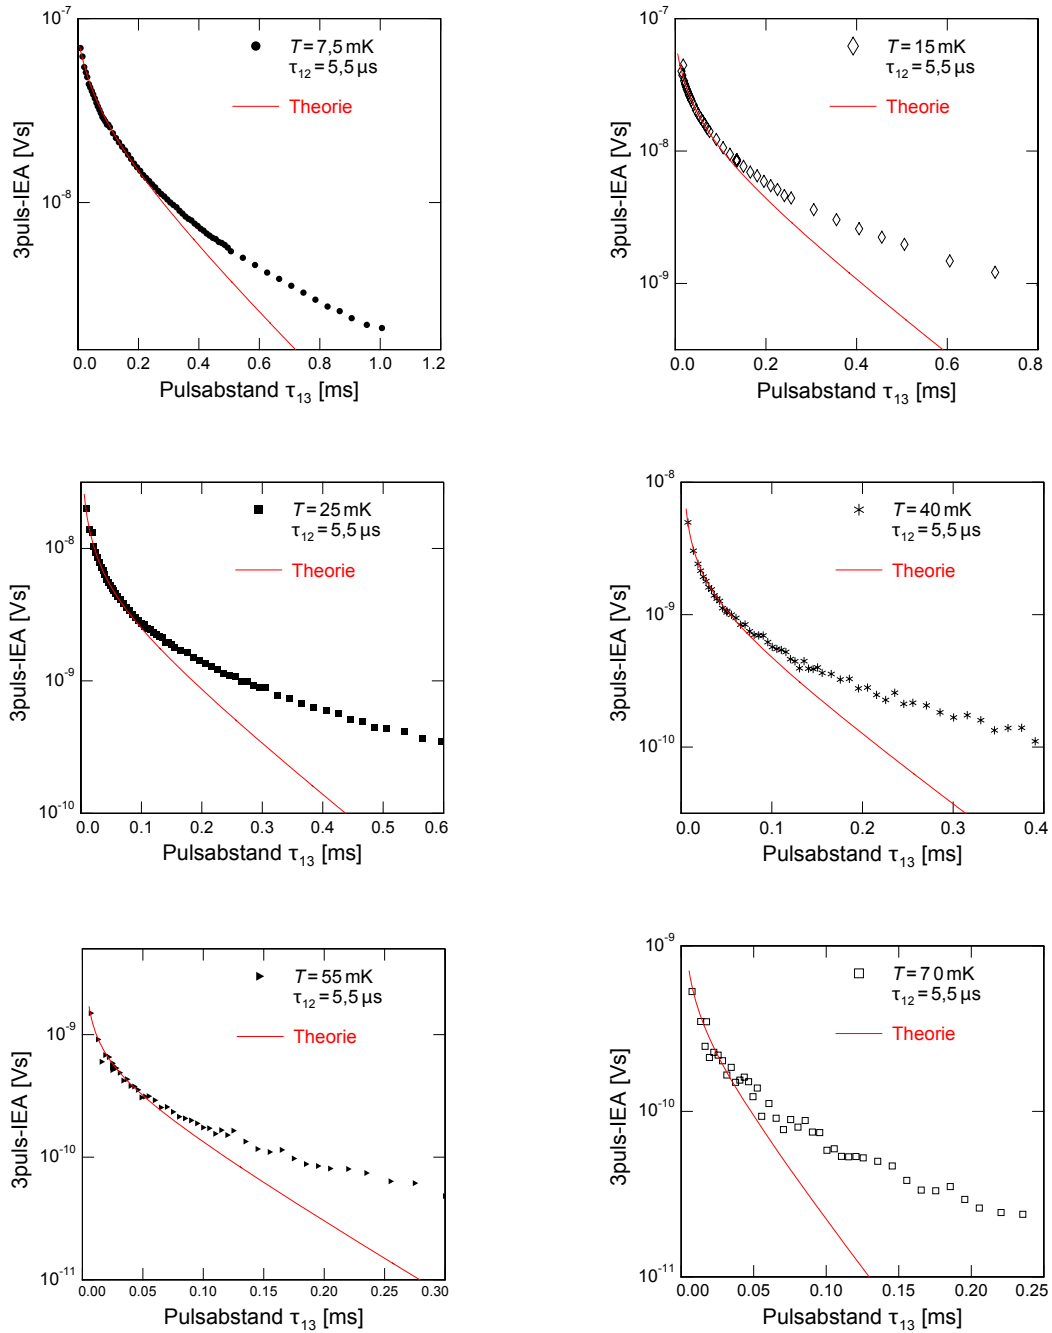 10-7
10-8
3puls-IEA [Vs]
T = 7,5 mK
τ12 = 5,5 µs
Theorie
0.0 0.2 0.4 0.6 0.8 1.0 1.2
Pulsabstand τ13 [ms]
10-7
10-8
10-9
3puls-IEA [Vs]
T = 15 mK
τ12 = 5,5 µs
Theorie
0.0 0.2 0.4 0.6 0.8
Pulsabstand τ13 [ms]
10-8
10-9
10-10
3puls-IEA [Vs]
T = 25 mK
τ12 = 5,5 µs
Theorie
0.0 0.1 0.2 0.3 0.4 0.5 0.6
Pulsabstand τ13 [ms]
10-8
10-9
10-10
3puls-IEA [Vs]
T = 40 mK
τ12 = 5,5 µs
Theorie
0.0 0.1 0.2 0.3 0.4
Pulsabstand τ13 [ms]
10-9
10-10
10-11
3puls-IEA [Vs]
T = 55 mK
τ12 = 5,5 µs
Theorie
0.00 0.05 0.10 0.15 0.20 0.25 0.30
Pulsabstand τ13 [ms]
10-9
10-10
10-11
3puls-IEA [Vs]
T = 70 mK
τ12 = 5,5 µs
Theorie
0.00 0.05 0.10 0.15 0.20 0.25
Pulsabstand τ13 [ms]